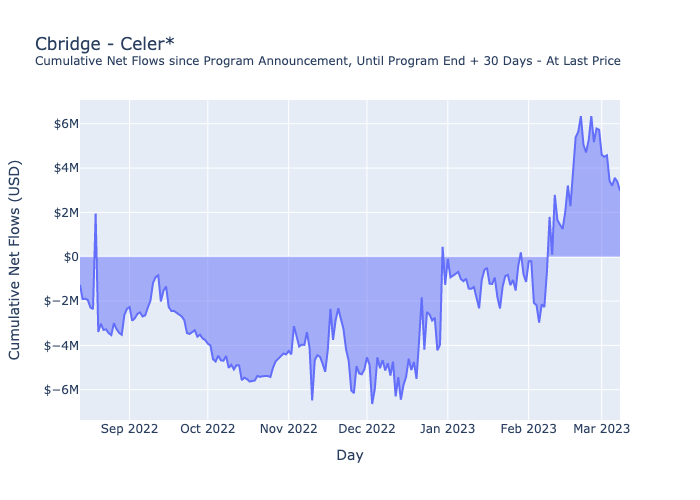 Cbridge - Celer*
Cumulative Net Flows since Program Announcement, Until Program End + 30 Days - At Last Price
Cumulative Net Flows (USD)
$6M
$4M
$2M
$0
$−2M
$−4M
$−6M
Sep 2022 Oct 2022 Nov 2022 Dec 2022 Jan 2023 Feb 2023 Mar 2023
Day